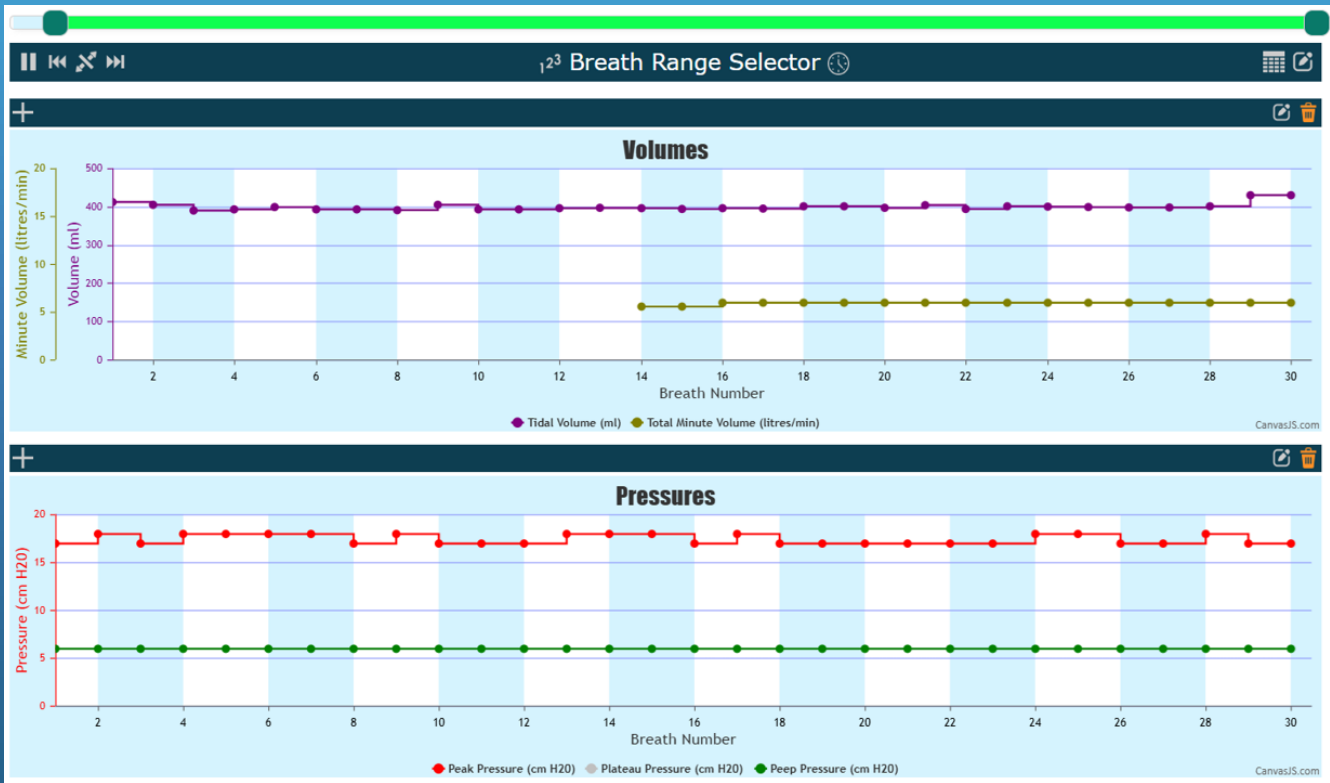 123 Breath Range Selector
Volumes
Minute Volume (litres/min)
20
15
10
5
0
Volume (ml)
500
400
300
200
100
0
2 4 6 8 10 12 14 16 18 20 22 24 26 28 30
Breath Number
Tidal Volume (ml) Total Minute Volume (litres/min)
CanvasJS.com
Pressures
Pressure (cm H20)
20
15
10
5
0
2 4 6 8 10 12 14 16 18 20 22 24 26 28 30
Breath Number
Peak Pressure (cm H20) Plateau Pressure (cm H20) Peep Pressure (cm H20)
CanvasJS.com